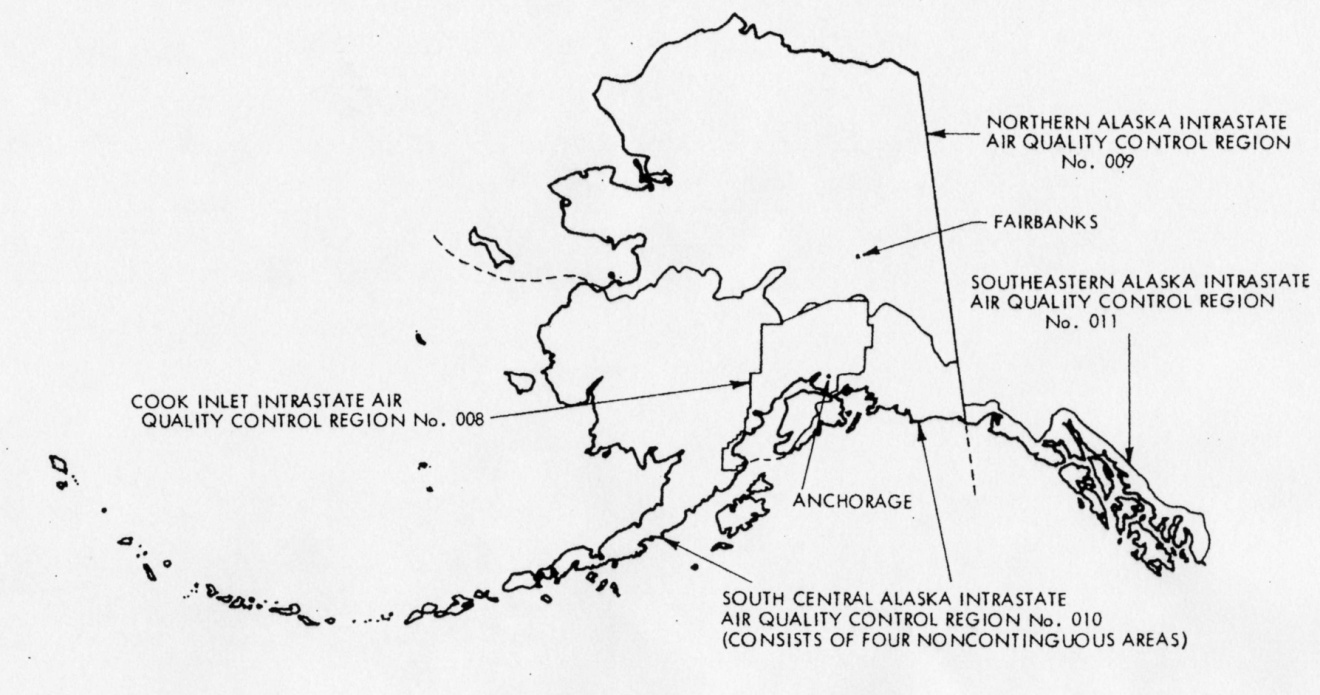 NORTHERN ALASKA INTRASTATE
AIR QUALITY CONTROL REGION
No. 009
FAIRBANKS
SOUTHEASTERN ALASKA INTRASTATE
AIR QUALITY CONTROL REGION
No. 011
COOK INLET INTRASTATE AIR
QUALITY CONTROL REGION No. 008
ANCHORAGE
SOUTH CENTRAL ALASKA INTRASTATE
AIR QUALITY CONTROL REGION No. 010
(CONSISTS OF FOUR NONCONTINGUOUS AREAS)